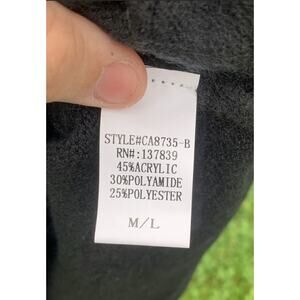 STYLE#CA8735-B
RN#:137839
45%ACRYLIC
30%POLYAMIDE
25%POLYESTER
M/L